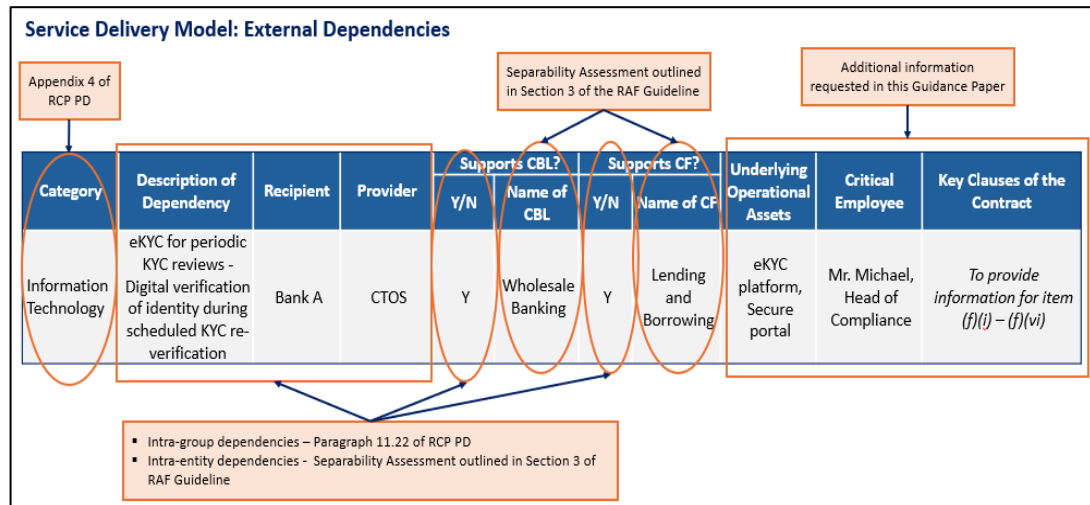 Service Delivery Model: External Dependencies
Appendix 4 of
RCP PD
Separability Assessment outlined
in Section 3 of the RAF Guideline
Additional information
requested in this Guidance Paper
Category
Description of
Dependency
Recipient
Provider
Supports CBL?
Y/N
Name of
CBL
Supports CF?
Y/N
Name of CF
Underlying
Operational
Assets
Critical
Employee
Key Clauses of the
Contract
Information
Technology
eKYC for periodic
KYC reviews -
Digital verification
of identity during
scheduled KYC re-
verification
Bank A
CTOS
Y
Wholesale
Banking
Y
Lending
and
Borrowing
eKYC
platform,
Secure
portal
Mr. Michael,
Head of
Compliance
To provide
information for item
(f)(i) – (f)(vi)
▪ Intra-group dependencies – Paragraph 11.22 of RCP PD
▪ Intra-entity dependencies - Separability Assessment outlined in Section 3 of
RAF Guideline